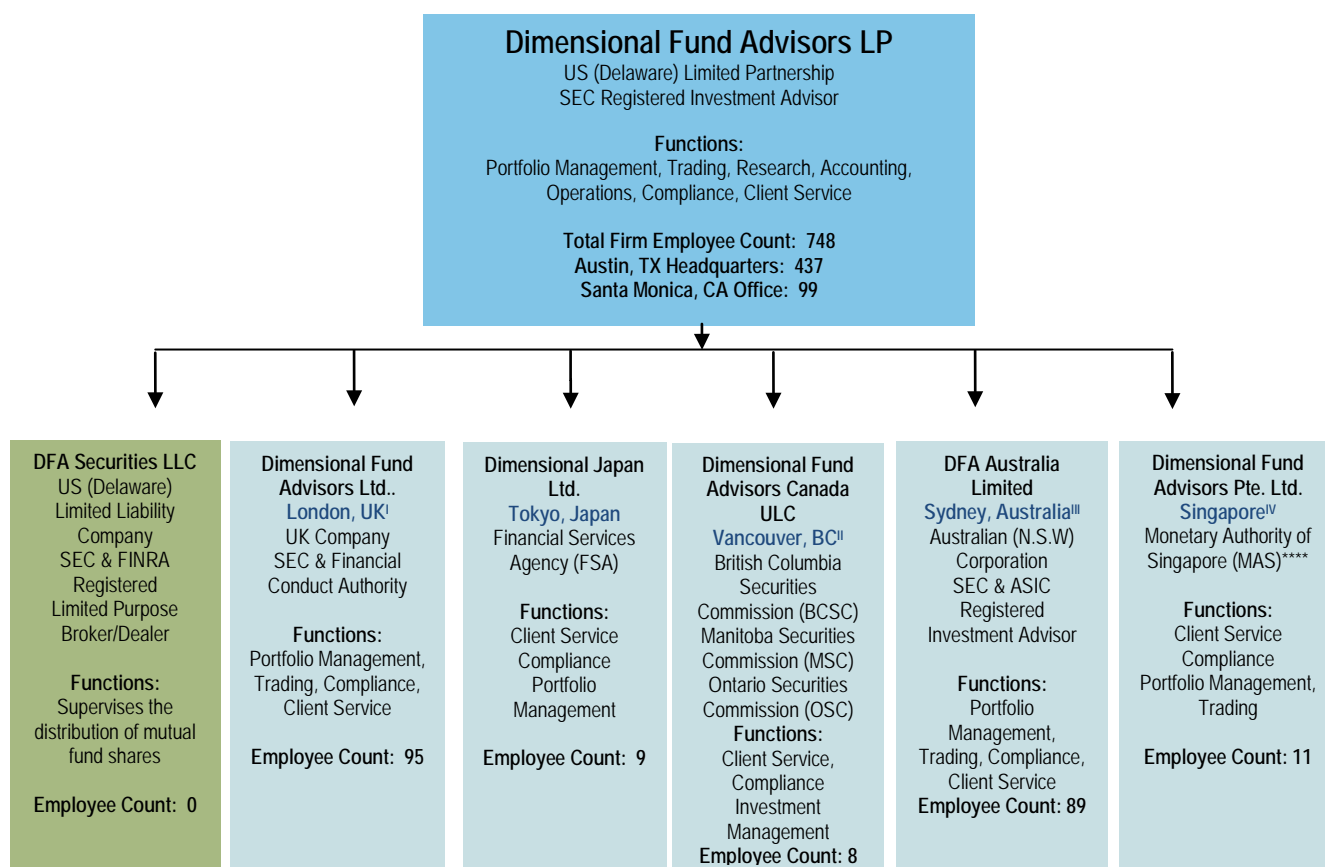 Dimensional Fund Advisors LP
US (Delaware) Limited Partnership
SEC Registered Investment Advisor
Functions:
Portfolio Management, Trading, Research, Accounting,
Operations, Compliance, Client Service
Total Firm Employee Count: 748
Austin, TX Headquarters: 437
Santa Monica, CA Office: 99
DFA Securities LLC
US (Delaware)
Limited Liability
Company
SEC & FINRA
Registered
Limited Purpose
Broker/Dealer
Functions:
Supervises the
distribution of mutual
fund shares
Employee Count: 0
Dimensional Fund
Advisors Ltd..
London, UKᴵ
UK Company
SEC & Financial
Conduct Authority
Functions:
Portfolio Management,
Trading, Compliance,
Client Service
Employee Count: 95
Dimensional Japan
Ltd.
Tokyo, Japan
Financial Services
Agency (FSA)
Functions:
Client Service
Compliance
Portfolio
Management
Employee Count: 9
Dimensional Fund
Advisors Canada
ULC
Vancouver, BCᴵᴵ
British Columbia
Securities
Commission (BCSC)
Manitoba Securities
Commission (MSC)
Ontario Securities
Commission (OSC)
Functions:
Client Service,
Compliance
Investment
Management
Employee Count: 8
DFA Australia
Limited
Sydney, Australiaᴵᴵᴵ
Australian (N.S.W)
Corporation
SEC & ASIC
Registered
Investment Advisor
Functions:
Portfolio
Management,
Trading, Compliance,
Client Service
Employee Count: 89
Dimensional Fund
Advisors Pte. Ltd.
Singaporeᴵⱽ
Monetary Authority of
Singapore (MAS)****
Functions:
Client Service
Compliance
Portfolio Management,
Trading
Employee Count: 11